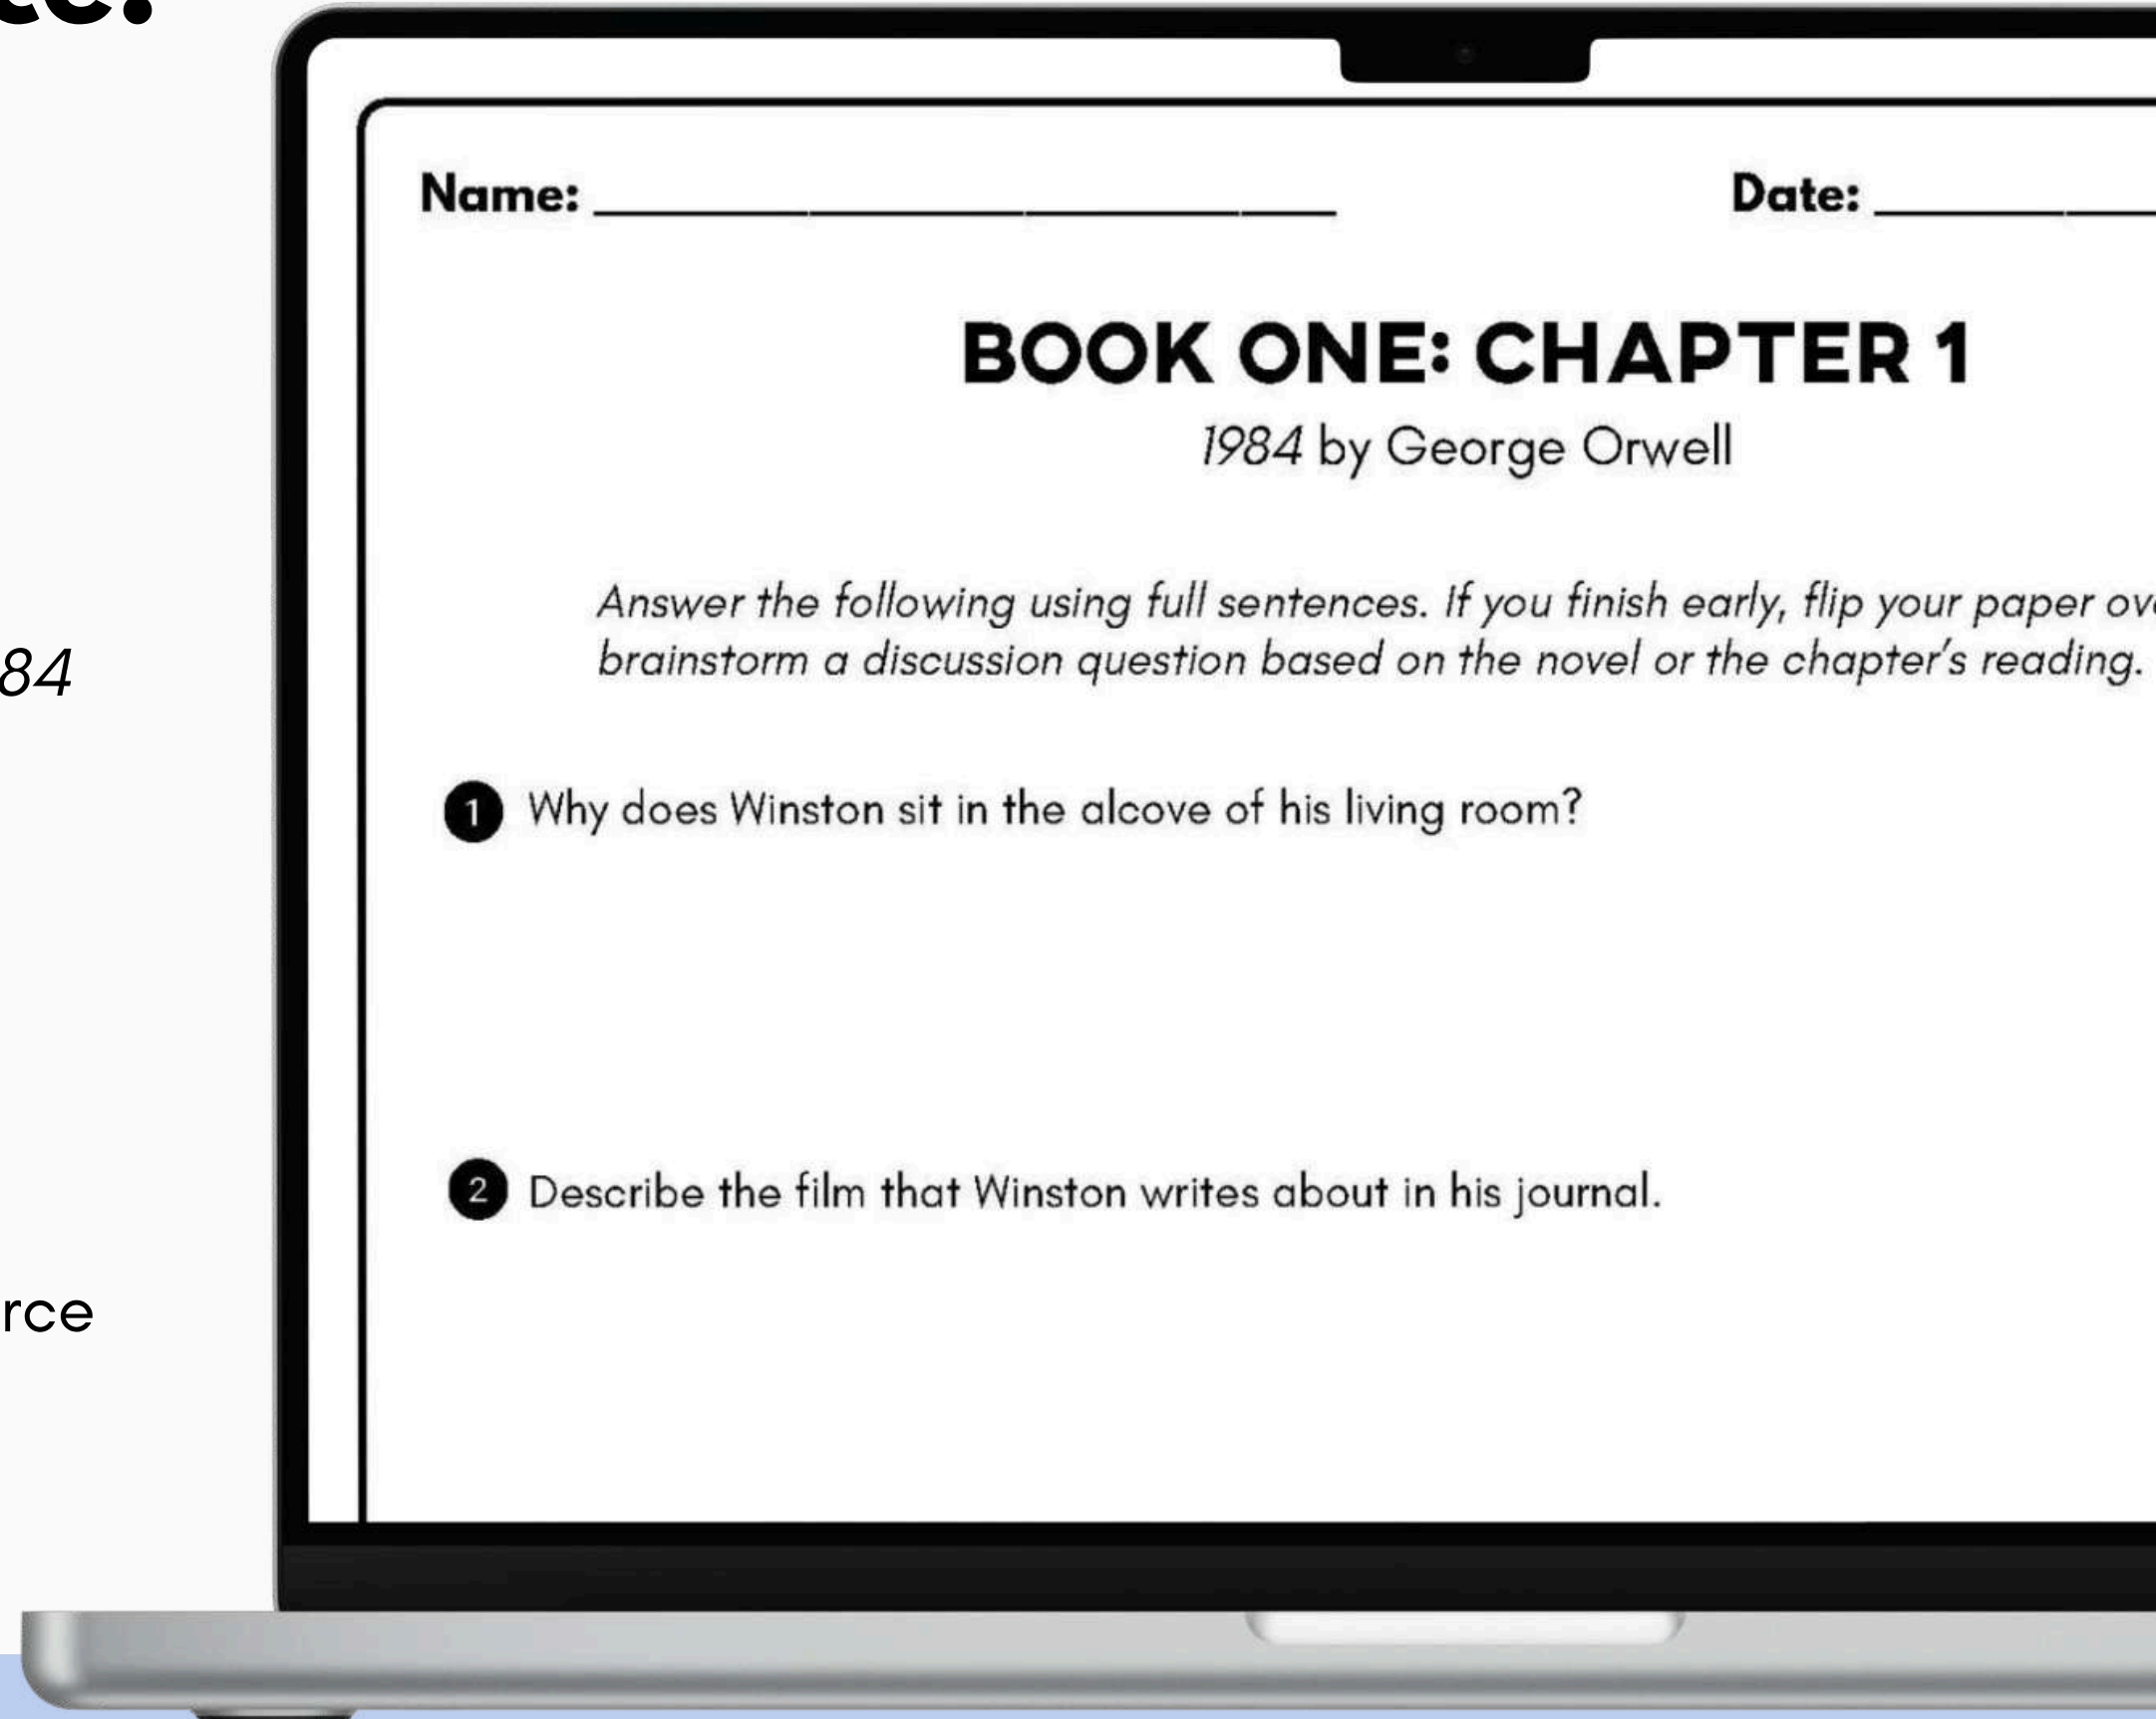 84
rce
Name:
Date:
BOOK ONE: CHAPTER 1
1984 by George Orwell
Answer the following using full sentences. If you finish early, flip your paper
brainstorm a discussion question based on the novel or the chapter's reading.
1 Why does Winston sit in the alcove of his living room?
2 Describe the film that Winston writes about in his journal.